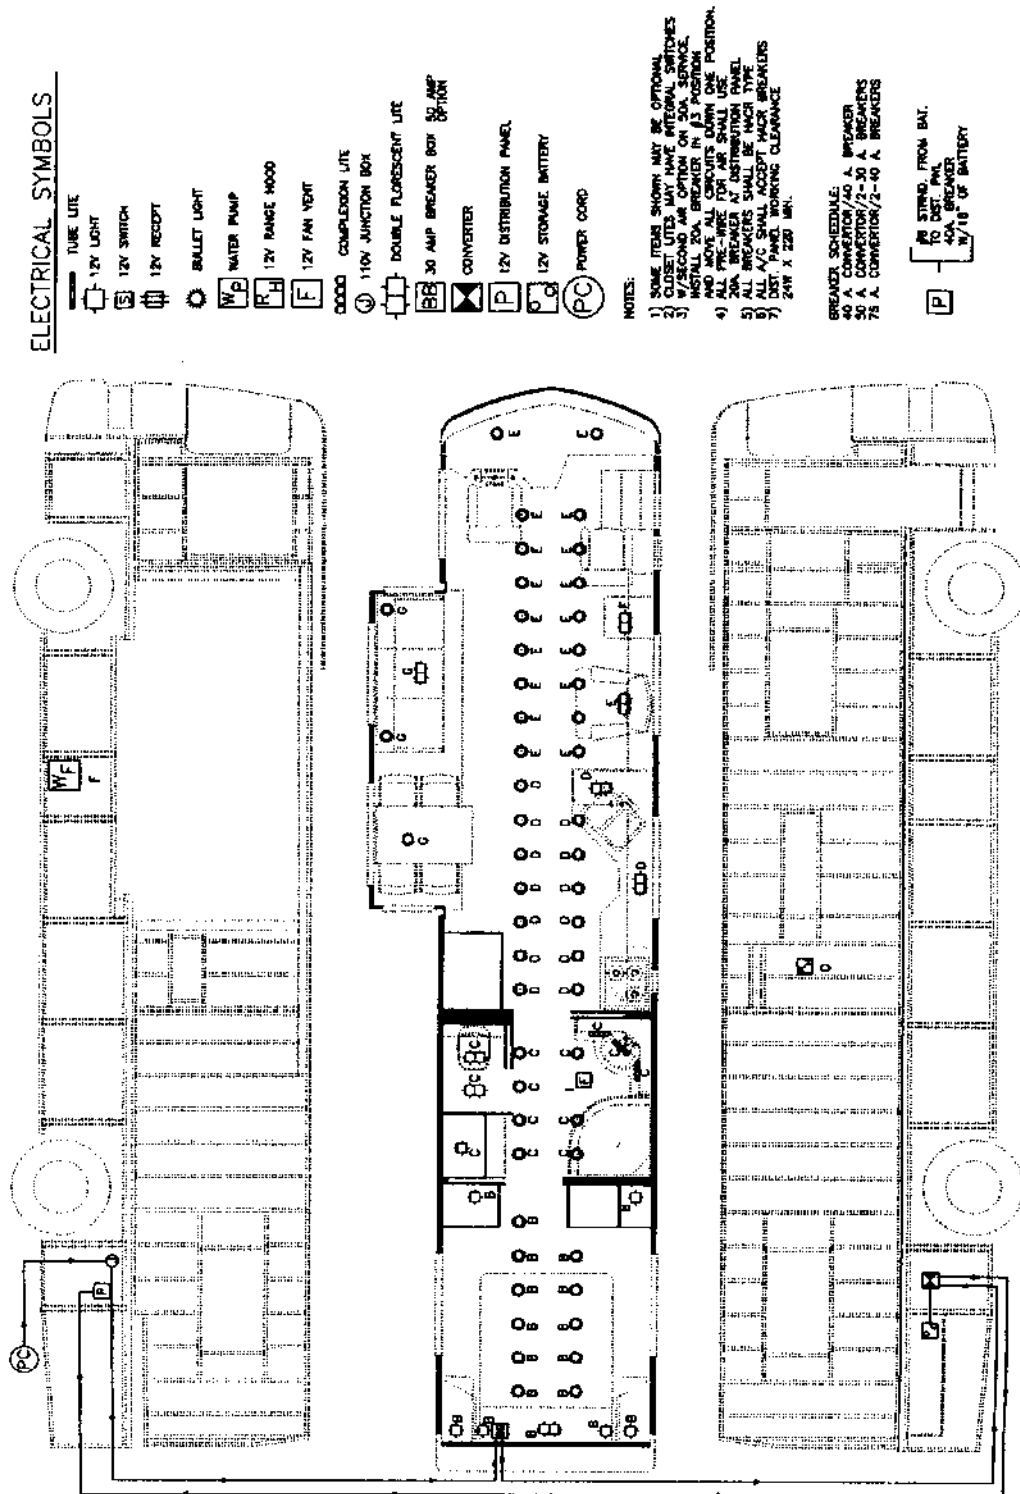 ELECTRICAL SYMBOLS
TUBE LITE
12V LIGHT
S 12V SWITCH
12V RECEPT
BULLET LIGHT
WP WATER PUMP
RH 12V RANGE HOOD
F 12V FAN VENT
COMPLEXION LITE
J 110V JUNCTION BOX
DOUBLE FLORESCENT LITE
BB 30 AMP BREAKER BOX 50 AMP OPTION
CONVERTER
P 12V DISTRIBUTION PANEL
12V STORAGE BATTERY
PC POWER CORD
NOTES:
1) SOME ITEMS SHOWN MAY BE OPTIONAL
2) CLOSET LITES MAY HAVE INTEGRAL SWITCHES
3) W/SECOND AIR OPTION ON 50A SERVICE,
INSTALL 20A BREAKER IN #3 POSITION
AND MOVE ALL CIRCUITS DOWN ONE POSITION.
4) ALL PRE-WIRE FOR AIR SHALL USE
20A BREAKER AT DISTRIBUTION PANEL
5) ALL BREAKERS SHALL BE HACR TYPE
6) ALL A/C SHALL ACCEPT HACR BREAKERS
7) DIST. PANEL WORKING CLEARANCE
24W X 22D MIN.
BREAKER SCHEDULE:
40 A. CONVERTOR/40 A. BREAKER
50 A. CONVERTOR/2-30 A. BREAKERS
75 A. CONVERTOR/2-40 A. BREAKERS
P
STRND. FROM BAT.
TO DIST. PNL
40A. BREAKER
W/18" OF BATTERY
WF
F
E E
E E E E E E E E
E E E E E E E E
E E
G G G G
D D D D D D D
D D D D D D
D D
C C C C
C C C
C C C
C C C
F
B B B B B B
B B B B B
B B
B B B B B
PC
P
O